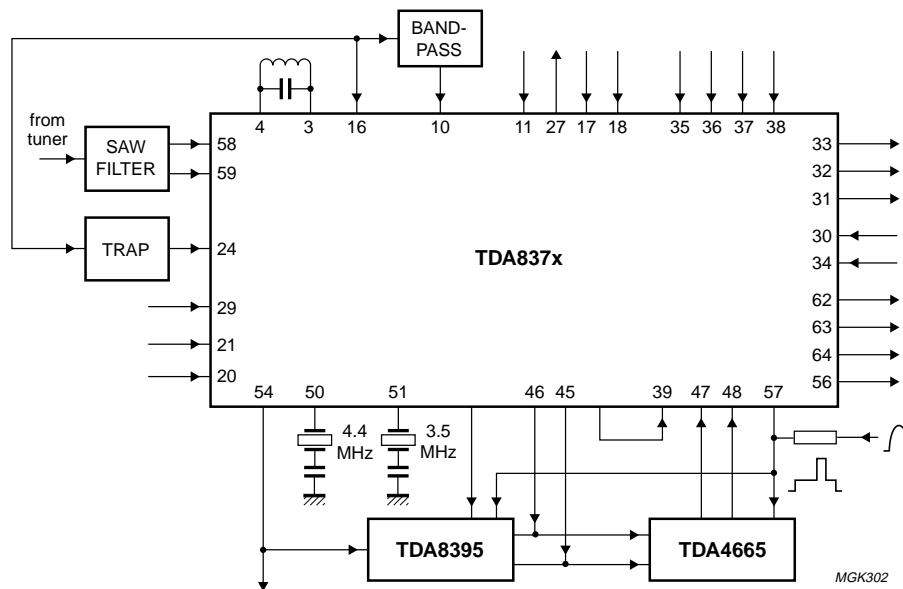 BAND-
PASS
4 3 16 10 11 27 17 18 35 36 37 38
from
tuner
SAW
FILTER
58
59
TRAP
24
29
21
20
TDA837x
33
32
31
30
34
62
63
64
56
54 50 51 46 45 39 47 48 57
4.4
MHz
3.5
MHz
TDA8395
TDA4665
MGK302